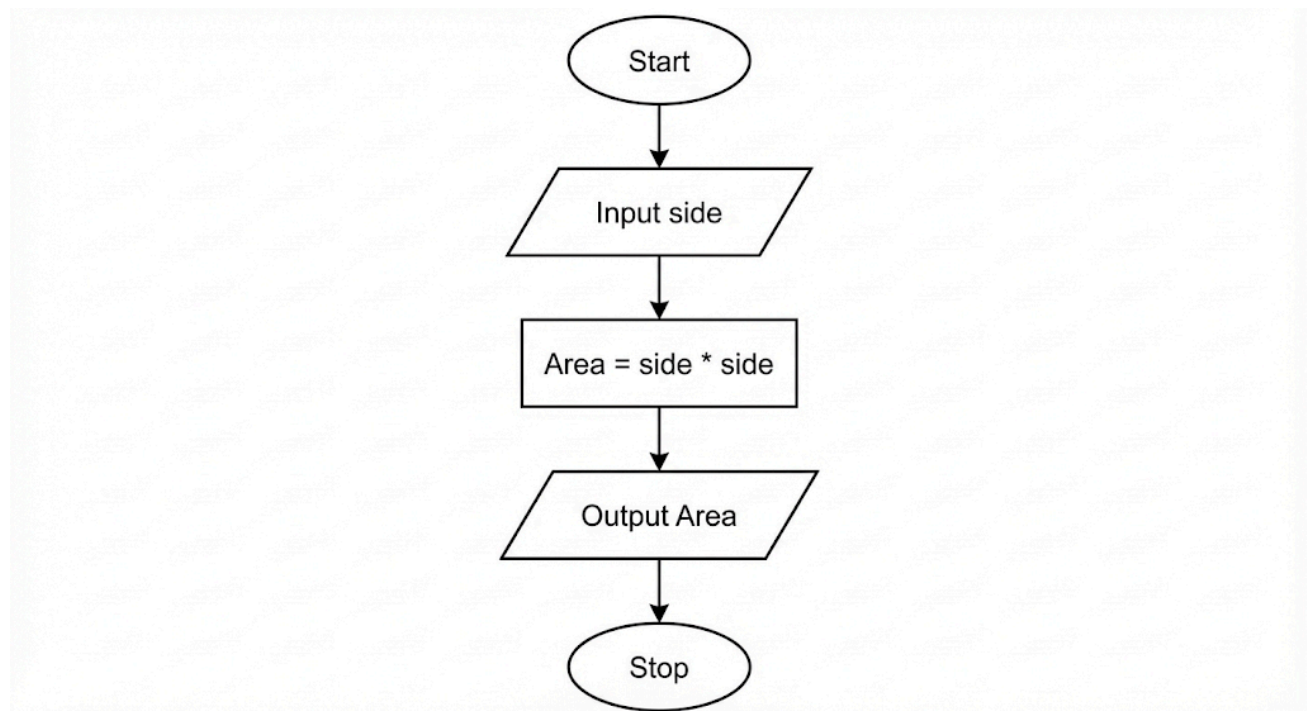 Start
Input side
Area = side * side
Output Area
Stop